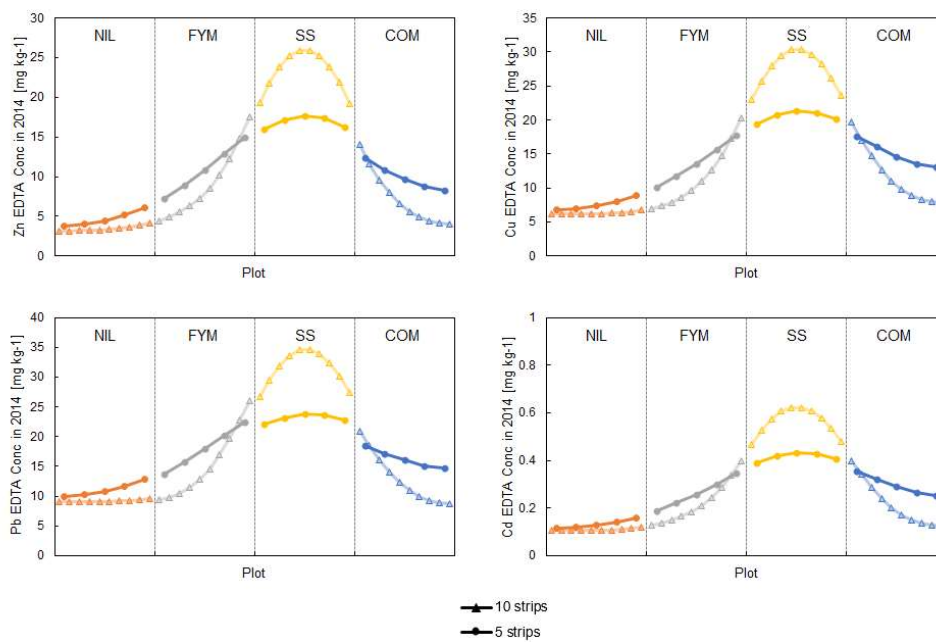 NIL FYM SS COM
30
25
20
15
10
5
0
Zn EDTA Conc in 2014 [mg kg-1]
Plot
NIL FYM SS COM
35
30
25
20
15
10
5
0
Cu EDTA Conc in 2014 [mg kg-1]
Plot
NIL FYM SS COM
40
35
30
25
20
15
10
5
0
Pb EDTA Conc in 2014 [mg kg-1]
Plot
NIL FYM SS COM
1
0.8
0.6
0.4
0.2
0
Cd EDTA Conc in 2014 [mg kg-1]
Plot
10 strips
5 strips